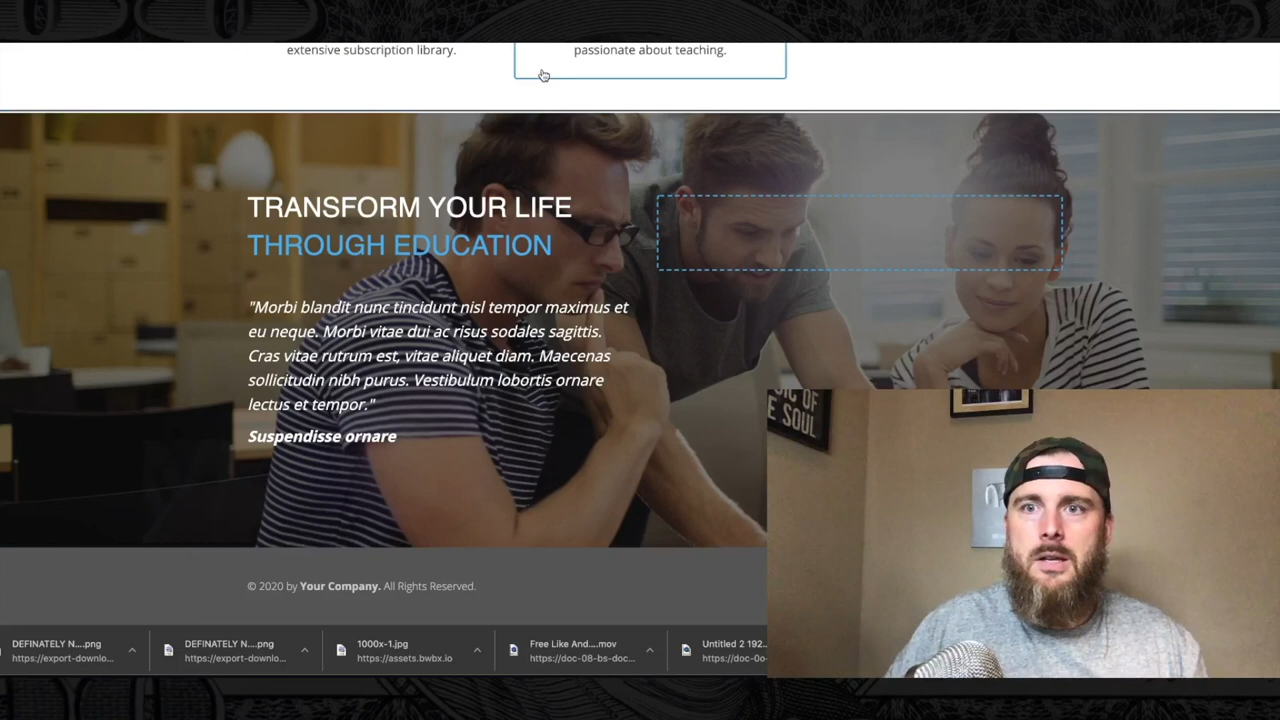 extensive subscription library.
passionate about teaching.
TRANSFORM YOUR LIFE
THROUGH EDUCATION
"Morbi blandit nunc tincidunt nisl tempor maximus et
eu neque. Morbi vitae dui ac risus sodales sagittis.
Cras vitae rutrum est, vitae aliquet diam. Maecenas
sollicitudin nibh purus. Vestibulum lobortis ornare
lectus et tempor."
Suspendisse ornare
OF
E SOUL
© 2020 by Your Company. All Rights Reserved.
DEFINATELY N....png
https://export-downlo...
DEFINATELY N....png
https://export-downlo...
1000x-1.jpg
https://assets.bwbx.io
Free Like And....mov
https://doc-08-bs-doc...
Untitled 2 192..
https://doc-0o-